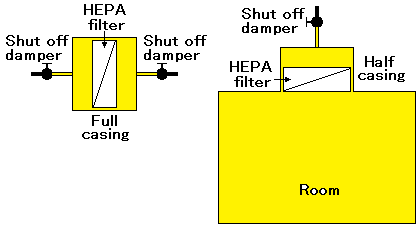 HEPA
filter
Shut off
damper
Shut off
damper
Full
casing
Shut off
damper
HEPA
filter
Half
casing
Room